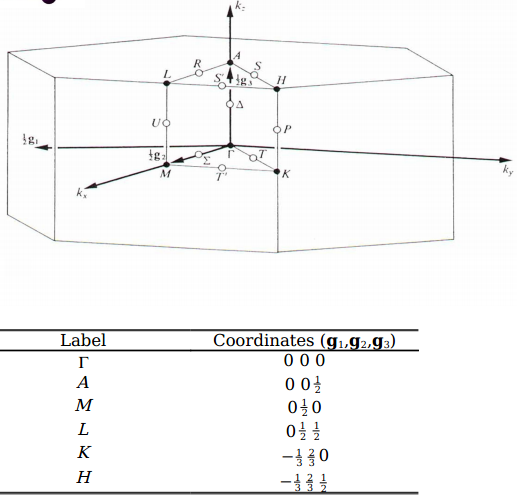 k_z
A
R
S
L
S'
½g₃
H
Δ
U
P
½g₁
½g₂
Σ
Γ
T
M
T'
K
k_x
k_y
Label Coordinates (g₁,g₂,g₃)
Γ 0 0 0
A 0 0 ½
M 0 ½ 0
L 0 ½ ½
K −⅓ ⅔ 0
H −⅓ ⅔ ½